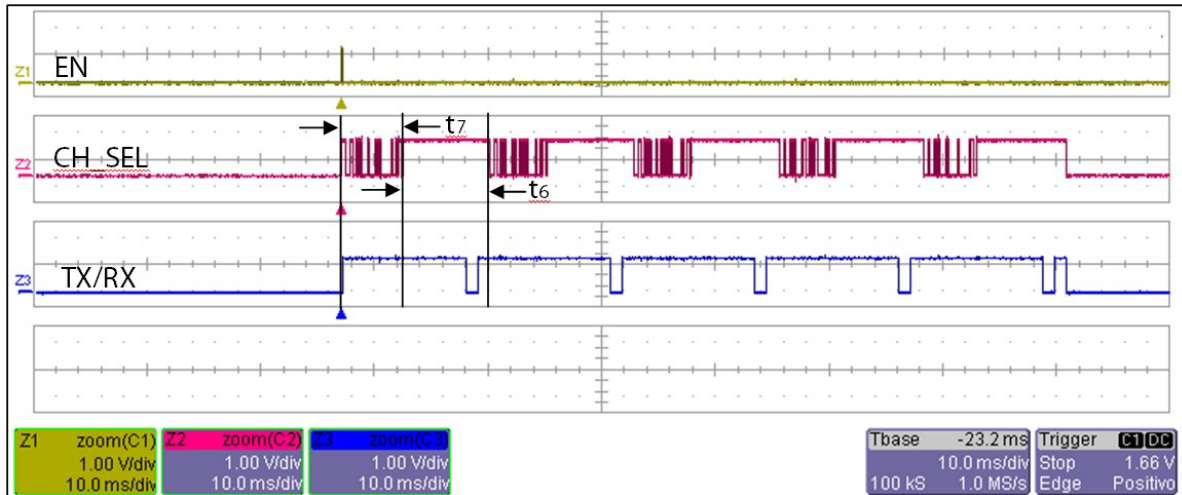 Z1 EN
t7
Z2 CH_SEL
t6
Z3 TX/RX
Z1 zoom(C1)
1.00 V/div
10.0 ms/div
Z2 zoom(C2)
1.00 V/div
10.0 ms/div
Z3 zoom(C3)
1.00 V/div
10.0 ms/div
Tbase -23.2 ms
10.0 ms/div
100 kS 1.0 MS/s
Trigger C1 DC
Stop 1.66 V
Edge Positivo